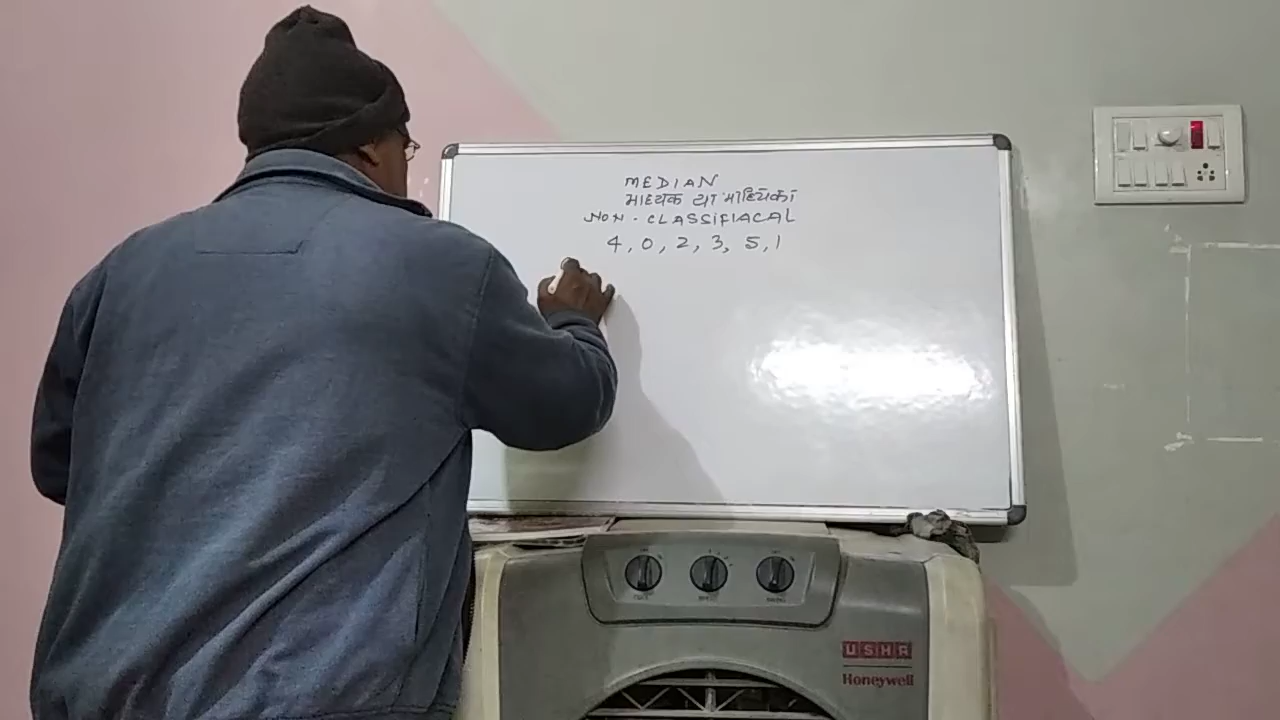 MEDIAN
माध्यक या माध्यिका
NON - CLASSIFIACAL
4, 0, 2, 3, 5, 1
USHA
Honeywell